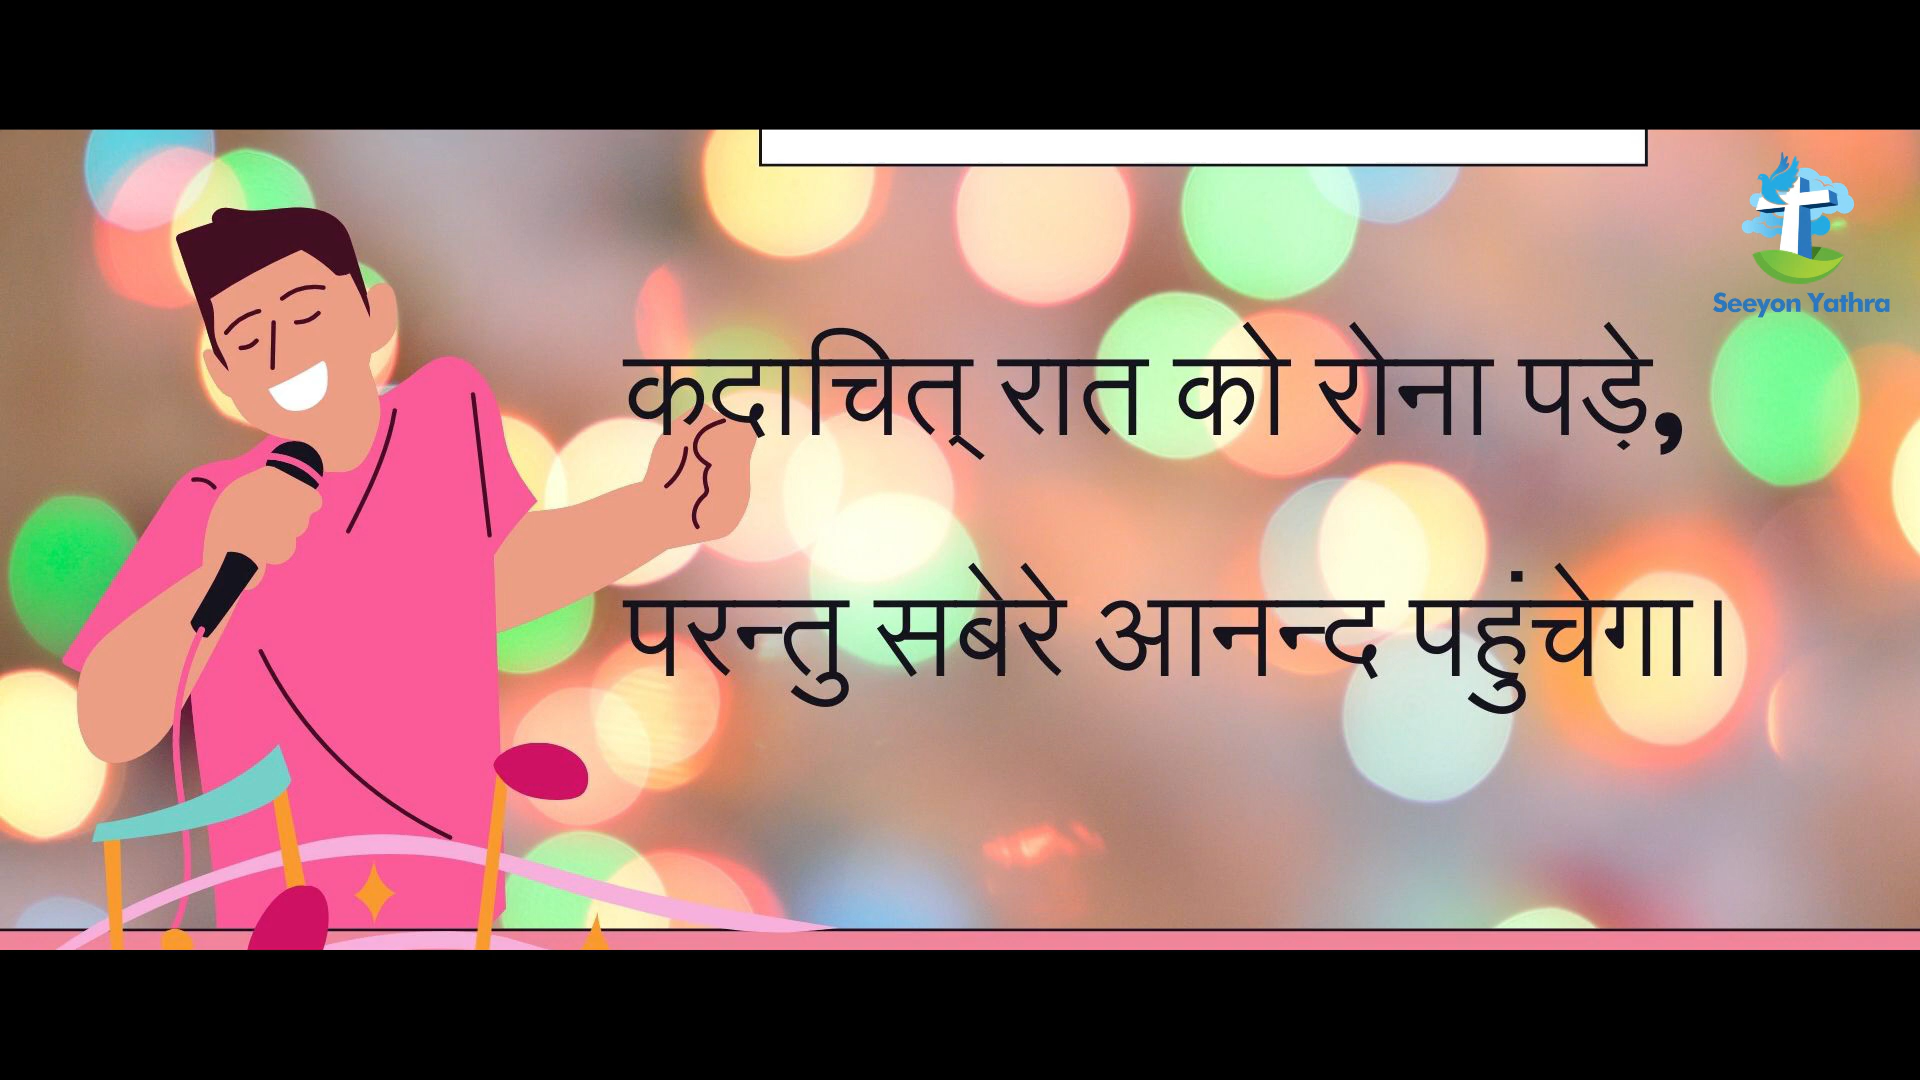 Seeyon Yathra
कदाचित् रात को रोना पड़े,
परन्तु सबेरे आनन्द पहुंचेगा।